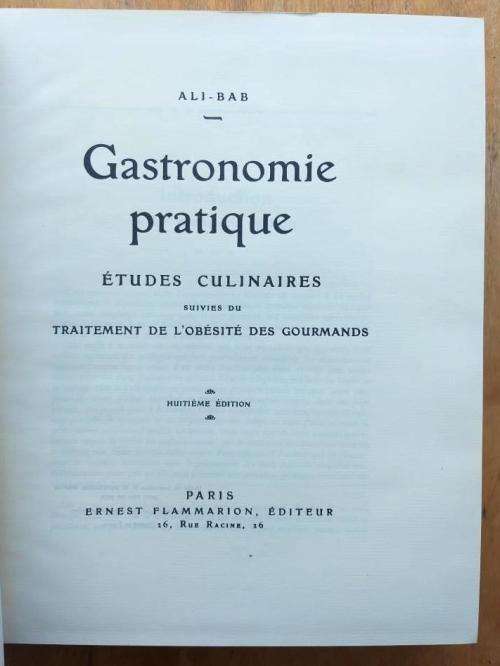 ALI-BAB
Gastronomie
pratique
ÉTUDES CULINAIRES
SUIVIES DU
TRAITEMENT DE L'OBÉSITÉ DES GOURMANDS
HUITIÈME ÉDITION
PARIS
ERNEST FLAMMARION, ÉDITEUR
26, RUE RACINE, 26